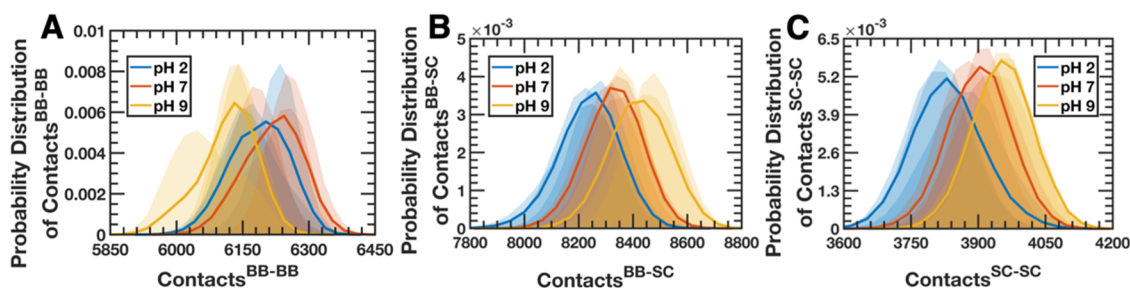 A
Probability Distribution
of Contacts^BB-BB
0.01
0.008
0.006
0.004
0.002
0
pH 2
pH 7
pH 9
5850 6000 6150 6300 6450
Contacts^BB-BB
B
Probability Distribution
of Contacts^BB-SC
×10^-3
5
4
3
2
1
0
pH 2
pH 7
pH 9
7800 8000 8200 8400 8600 8800
Contacts^BB-SC
C
Probability Distribution
of Contacts^SC-SC
×10^-3
6.5
5.2
3.9
2.6
1.3
0
pH 2
pH 7
pH 9
3600 3750 3900 4050 4200
Contacts^SC-SC